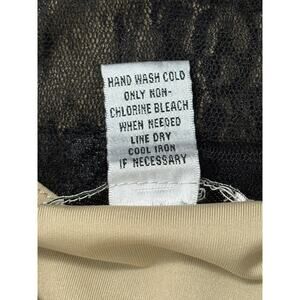 HAND WASH COLD
ONLY NON-
CHLORINE BLEACH
WHEN NEEDED
LINE DRY
COOL IRON
IF NECESSARY